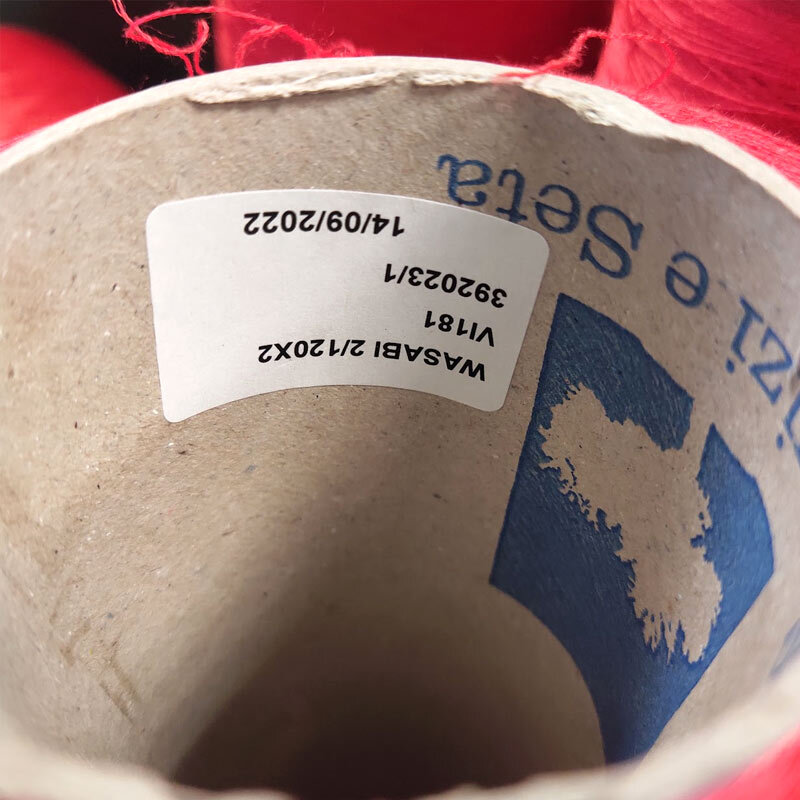 WASABI 2/120X2
VI181
392023/1
14/09/2022
e Seta